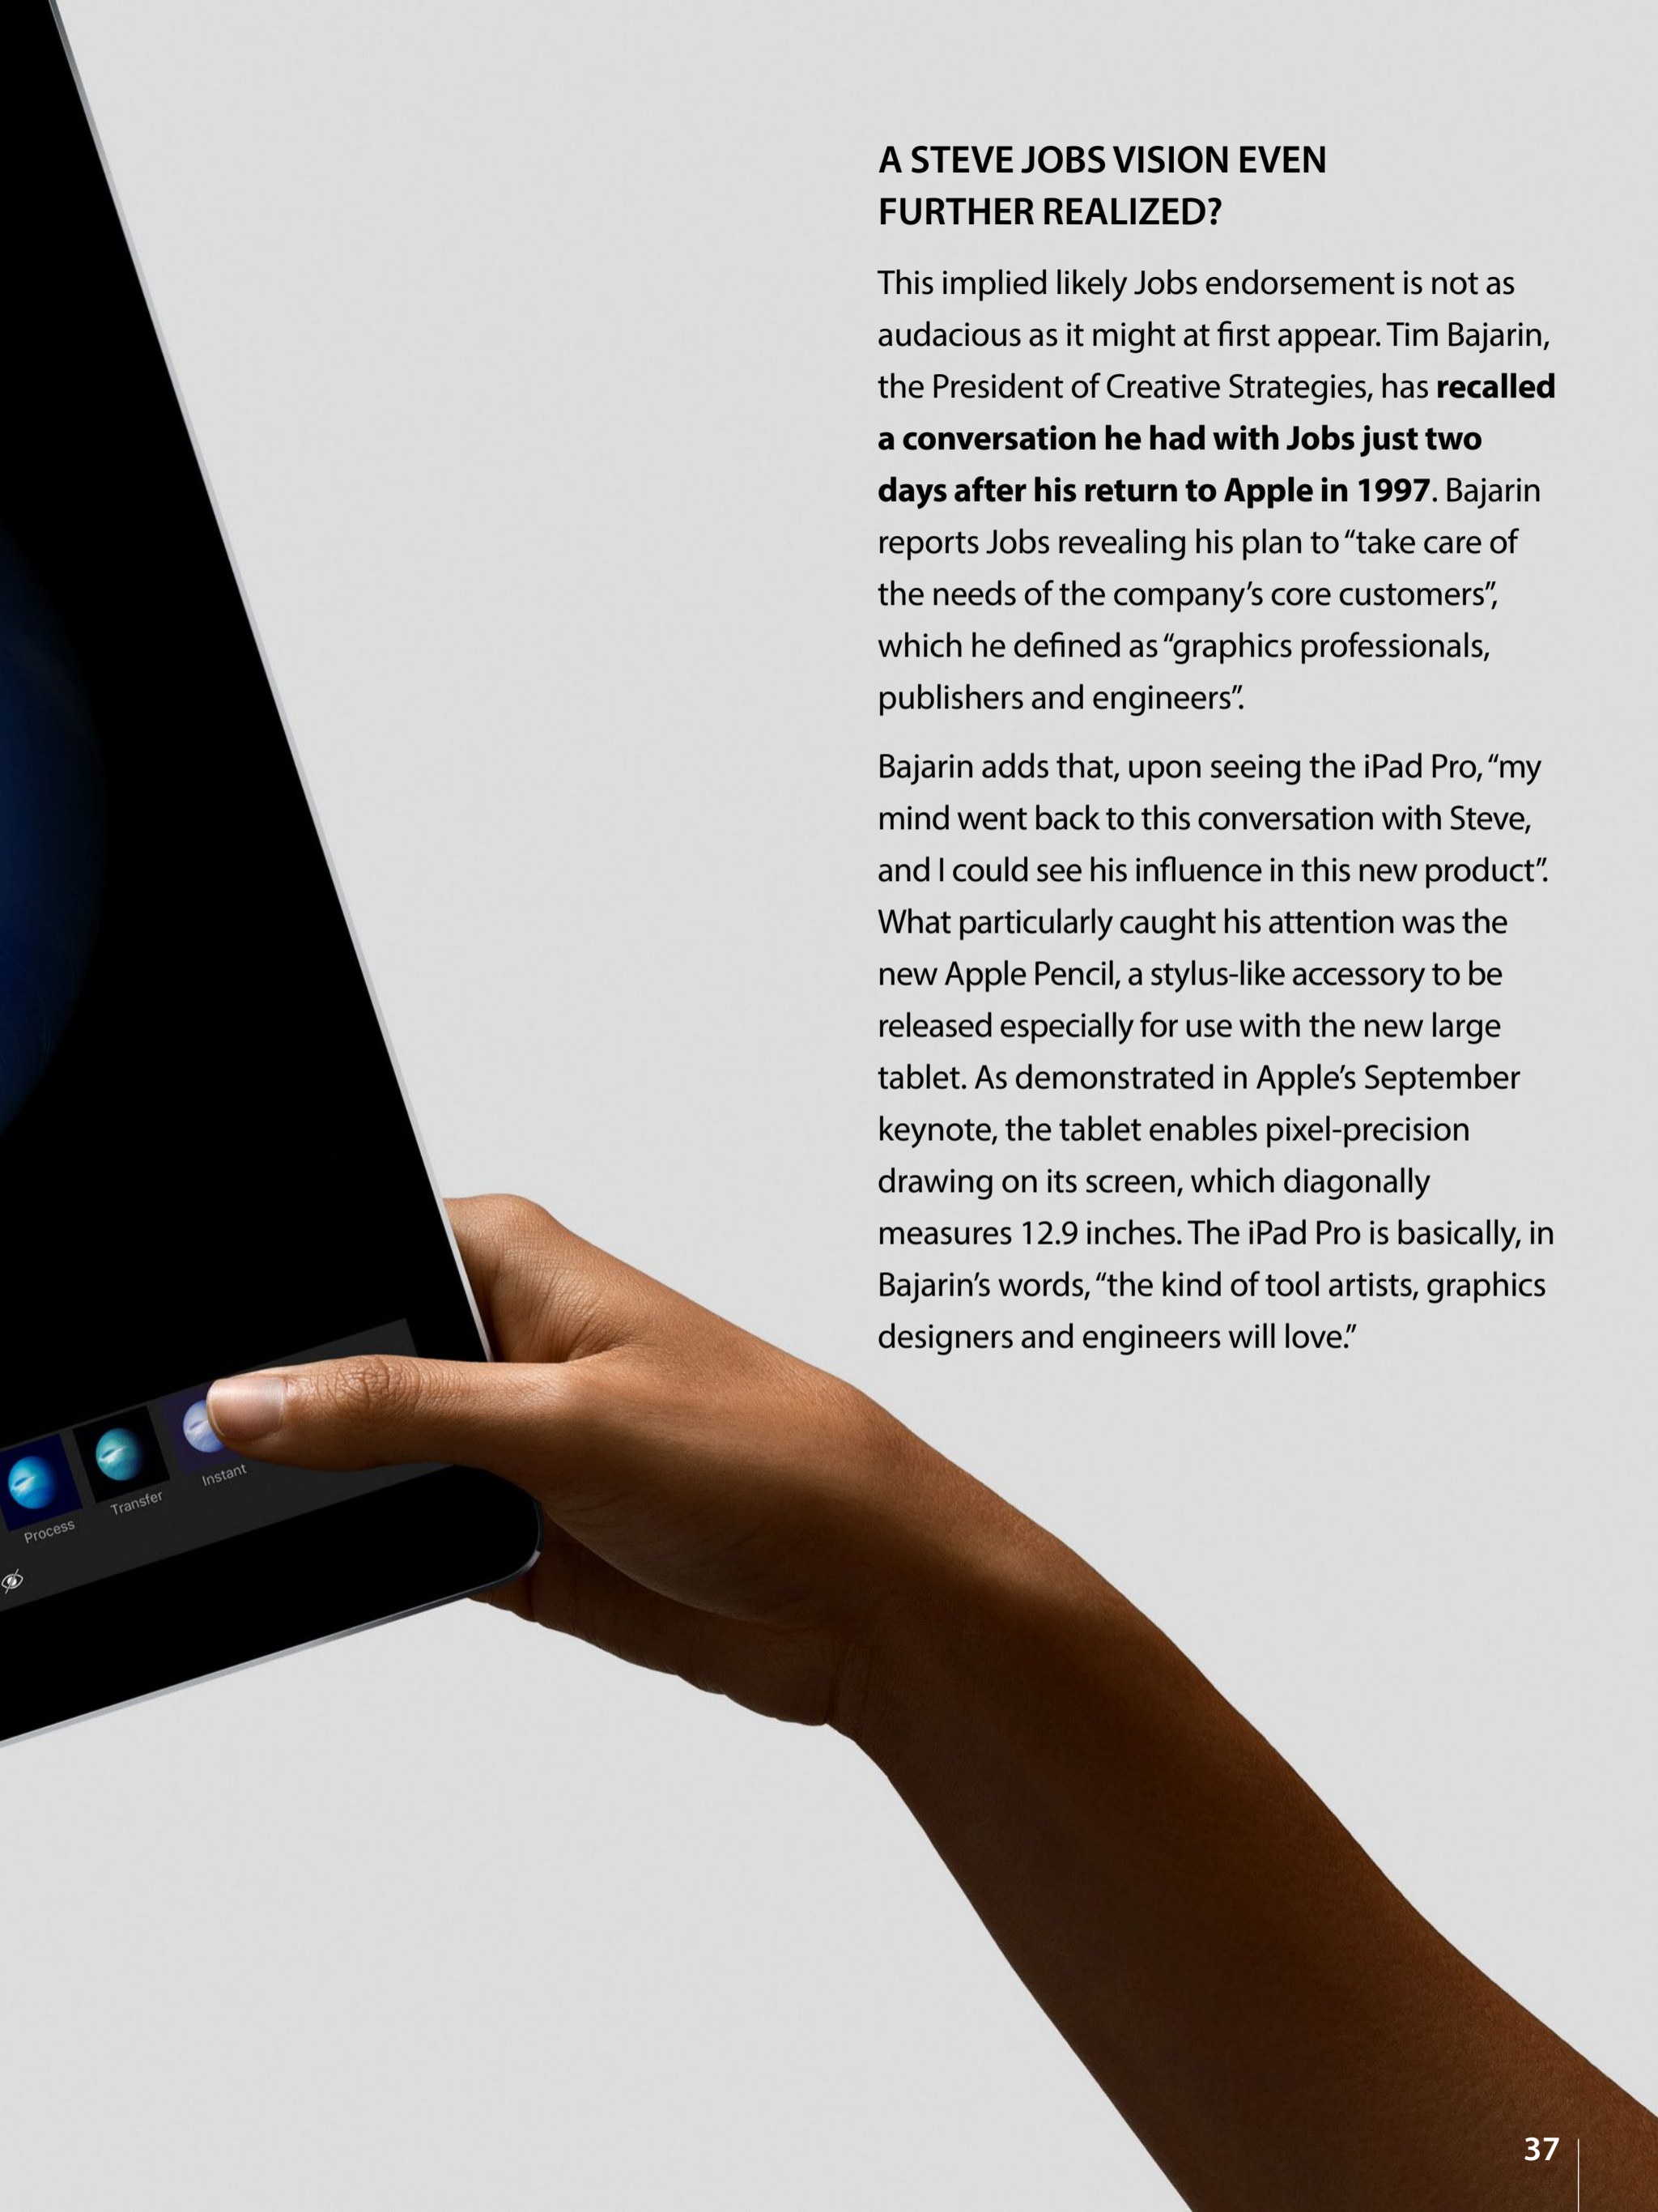 A STEVE JOBS VISION EVEN
FURTHER REALIZED?
This implied likely Jobs endorsement is not as
audacious as it might at first appear. Tim Bajarin,
the President of Creative Strategies, has recalled
a conversation he had with Jobs just two
days after his return to Apple in 1997. Bajarin
reports Jobs revealing his plan to “take care of
the needs of the company’s core customers”,
which he defined as “graphics professionals,
publishers and engineers”.
Bajarin adds that, upon seeing the iPad Pro, “my
mind went back to this conversation with Steve,
and I could see his influence in this new product”.
What particularly caught his attention was the
new Apple Pencil, a stylus-like accessory to be
released especially for use with the new large
tablet. As demonstrated in Apple’s September
keynote, the tablet enables pixel-precision
drawing on its screen, which diagonally
measures 12.9 inches. The iPad Pro is basically, in
Bajarin’s words, “the kind of tool artists, graphics
designers and engineers will love.”
Process
Transfer
Instant
37